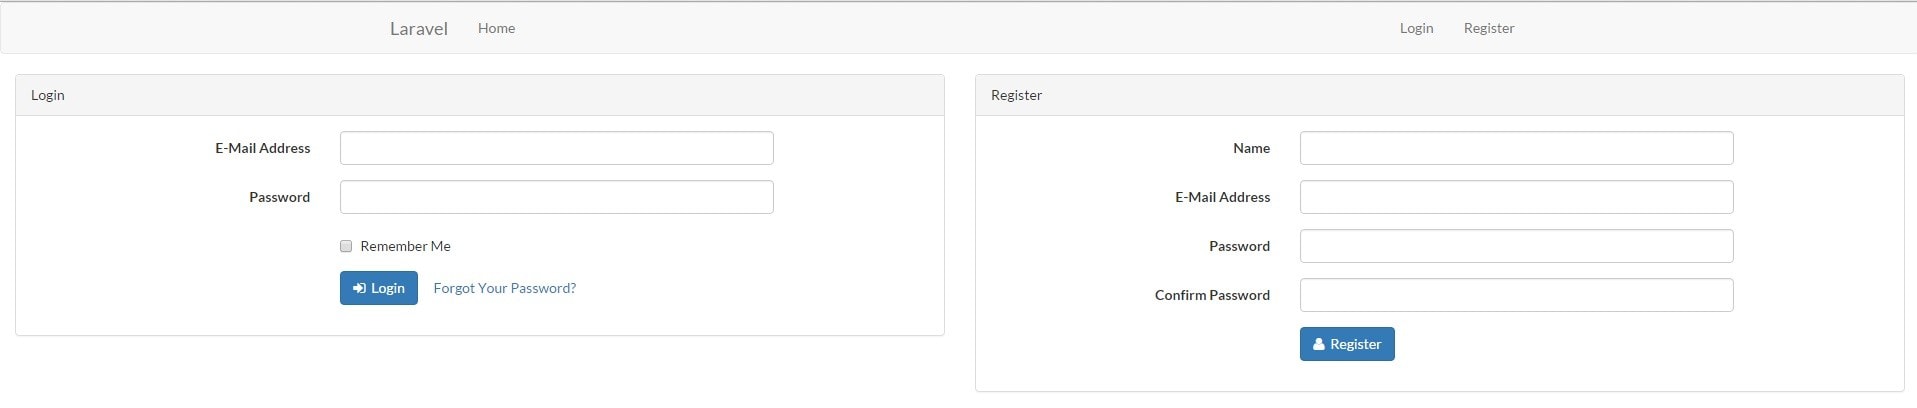 Laravel Home Login Register
Login
E-Mail Address
Password
Remember Me
Login Forgot Your Password?
Register
Name
E-Mail Address
Password
Confirm Password
Register